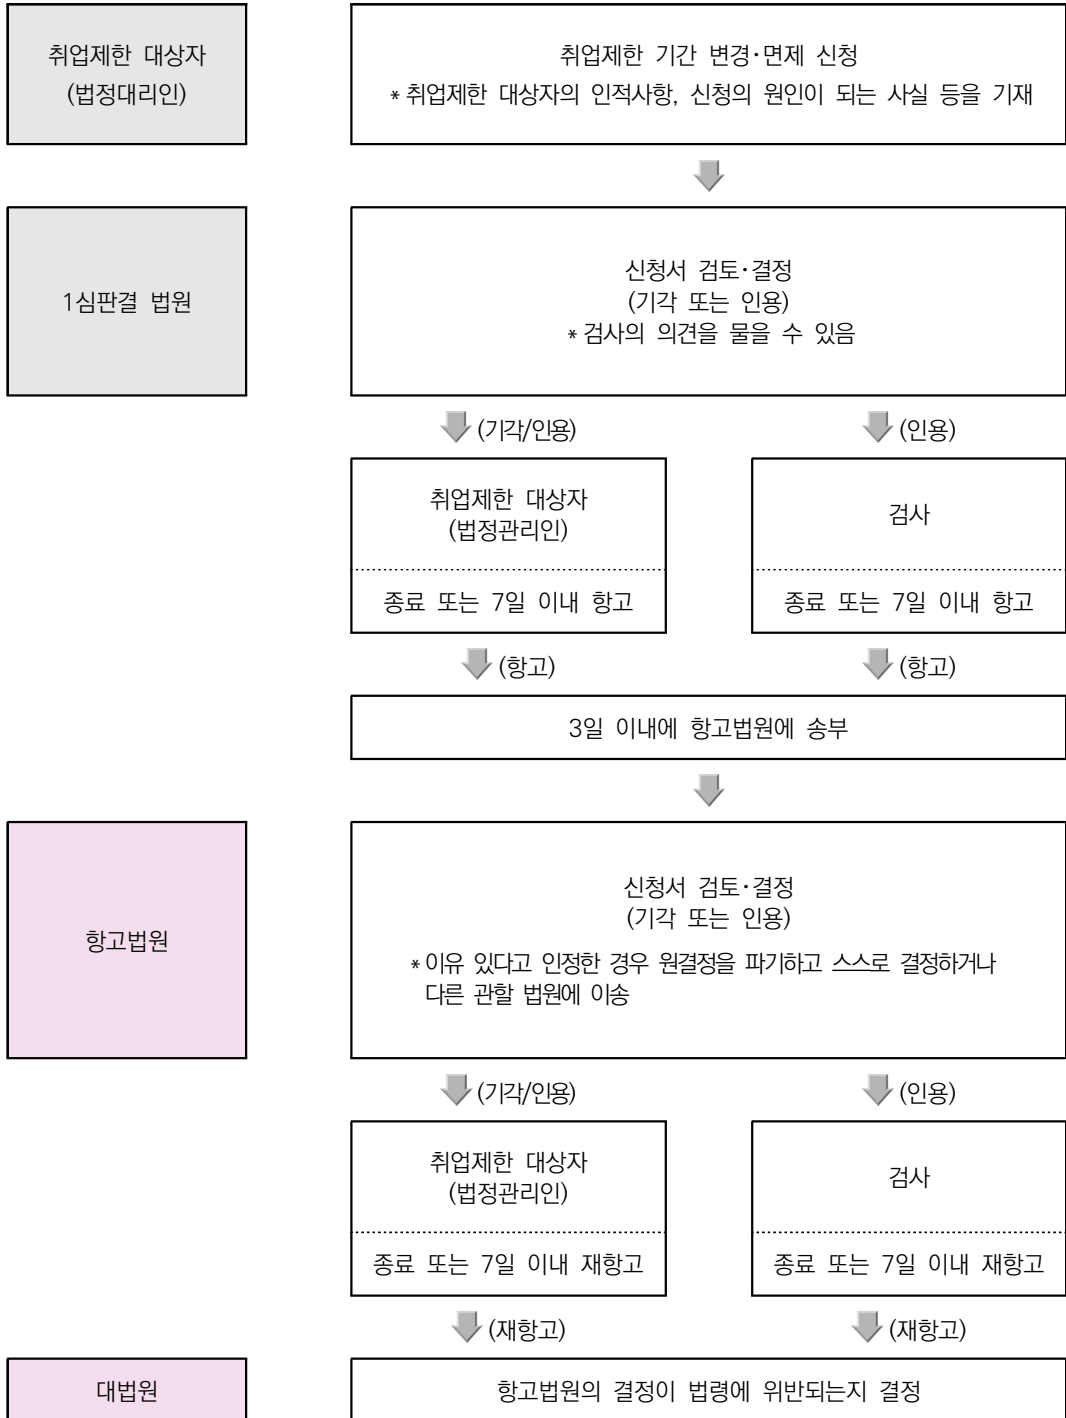 취업제한 대상자
(법정대리인)
취업제한 기간 변경·면제 신청
* 취업제한 대상자의 인적사항, 신청의 원인이 되는 사실 등을 기재
1심판결 법원
신청서 검토·결정
(기각 또는 인용)
* 검사의 의견을 물을 수 있음
(기각/인용)
(인용)
취업제한 대상자
(법정관리인)
검사
종료 또는 7일 이내 항고
종료 또는 7일 이내 항고
(항고)
(항고)
3일 이내에 항고법원에 송부
항고법원
신청서 검토·결정
(기각 또는 인용)
* 이유 있다고 인정한 경우 원결정을 파기하고 스스로 결정하거나
다른 관할 법원에 이송
(기각/인용)
(인용)
취업제한 대상자
(법정관리인)
검사
종료 또는 7일 이내 재항고
종료 또는 7일 이내 재항고
(재항고)
(재항고)
대법원
항고법원의 결정이 법령에 위반되는지 결정